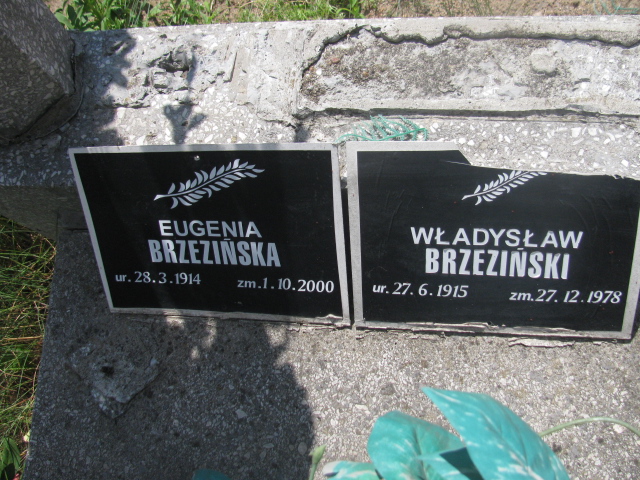 EUGENIA
BRZEZIŃSKA
ur. 28.3.1914 zm.1.10.2000
WŁADYSŁAW
BRZEZIŃSKI
ur. 27.6.1915 zm.27.12.1978